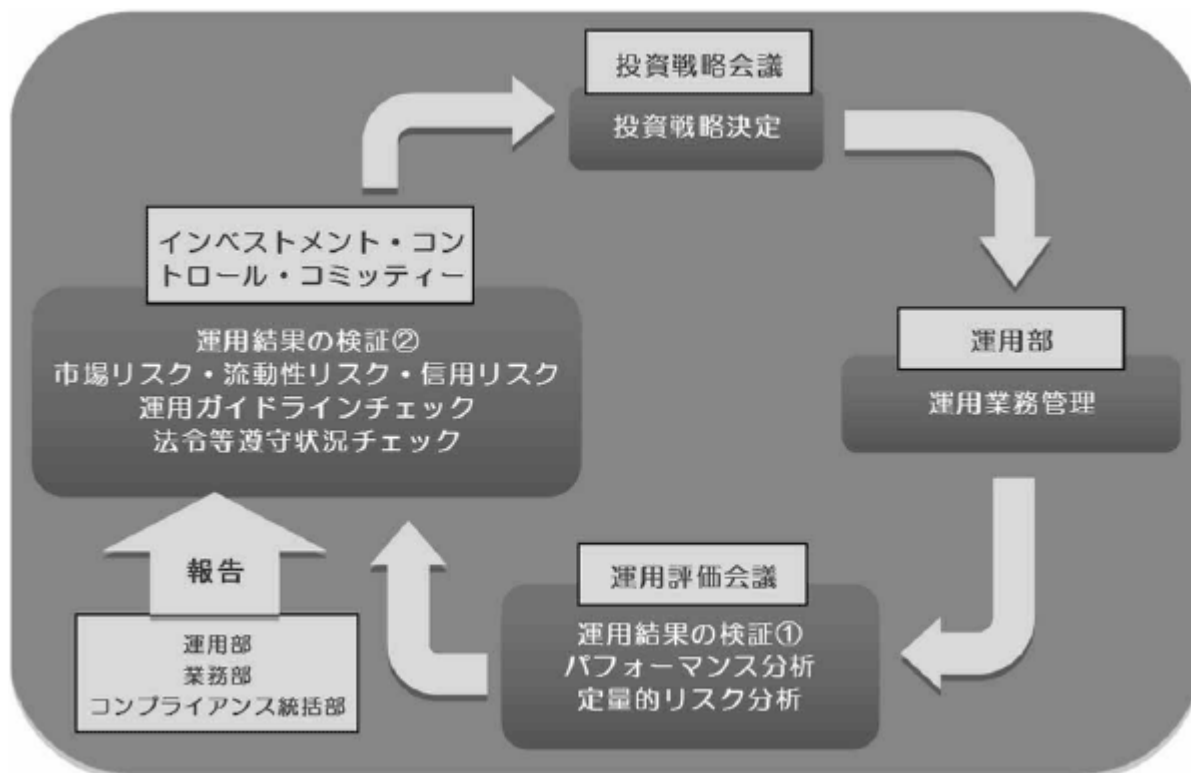 投資戦略会議
投資戦略決定
インベストメント・コン
トロール・コミッティー
運用結果の検証②
市場リスク・流動性リスク・信用リスク
運用ガイドラインチェック
法令等遵守状況チェック
運用部
運用業務管理
報告
運用部
業務部
コンプライアンス統括部
運用評価会議
運用結果の検証①
パフォーマンス分析
定量的リスク分析